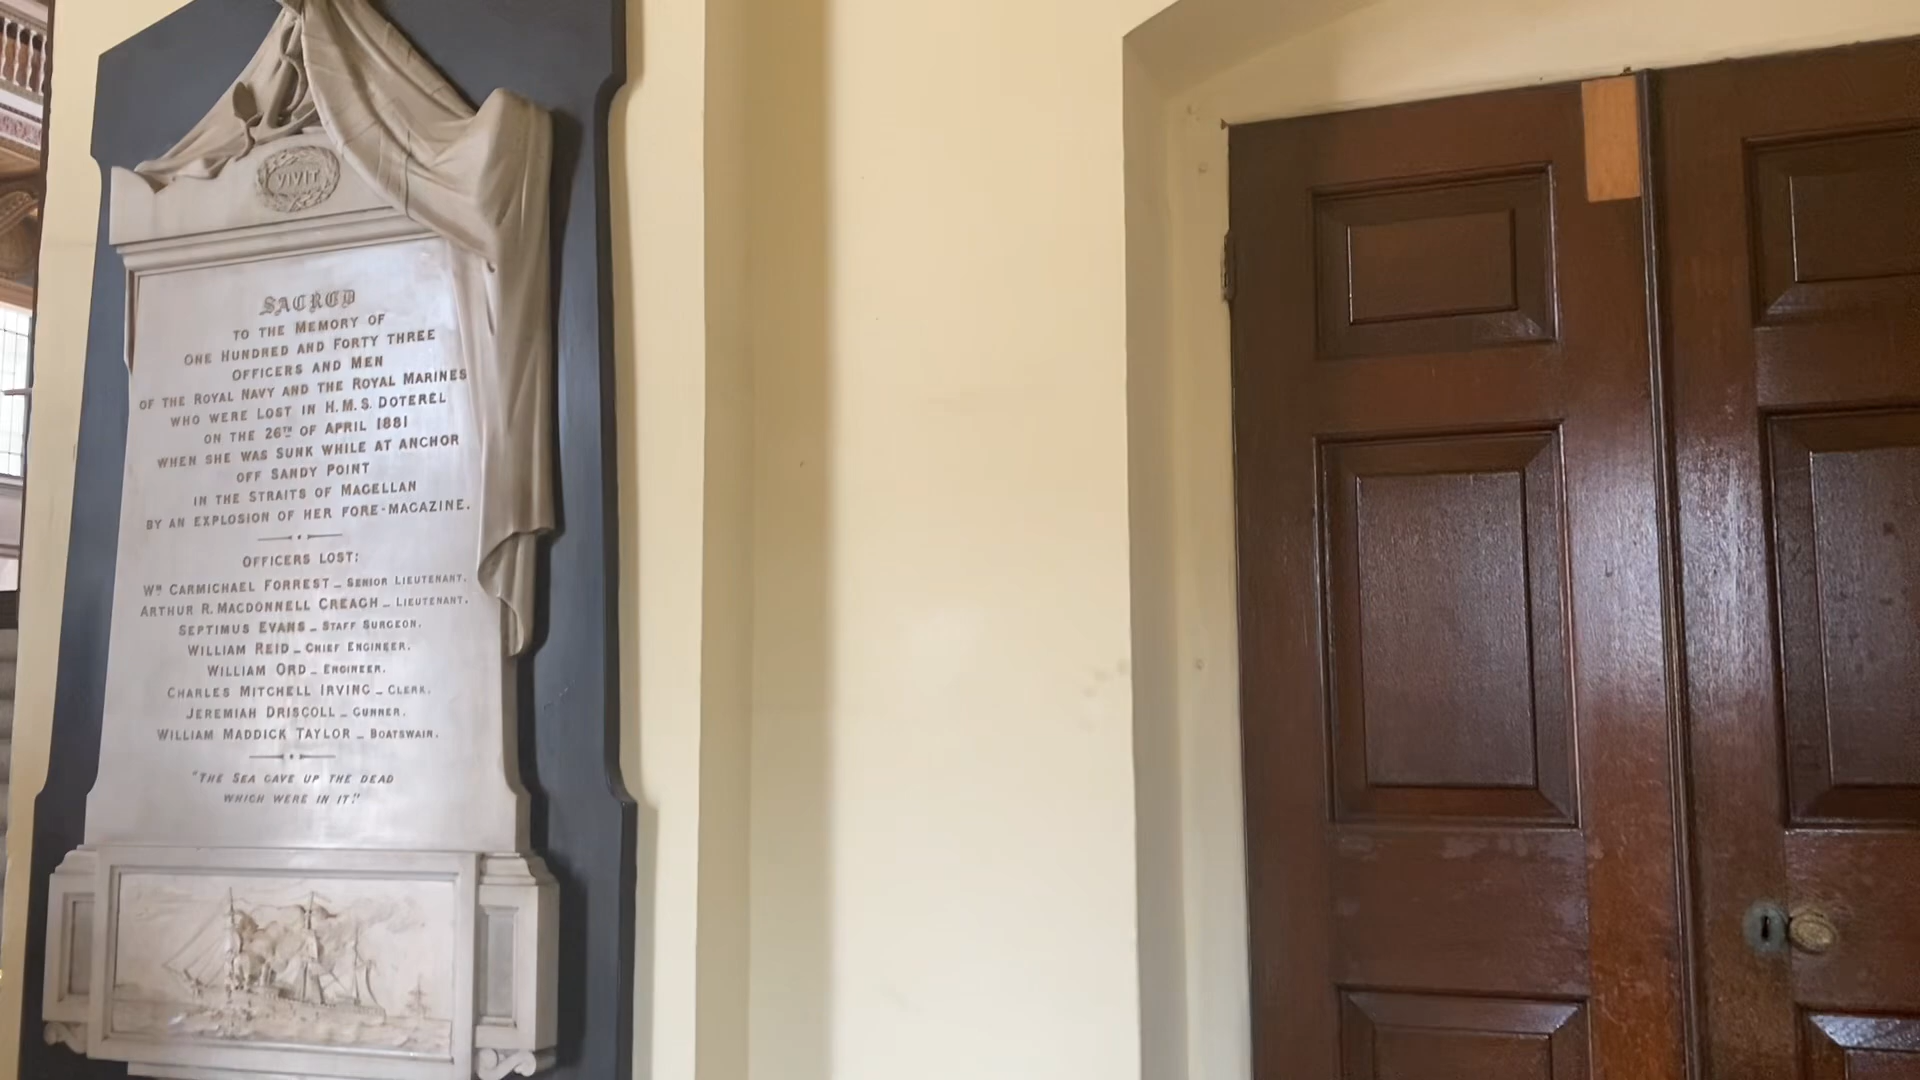 VIVIT
SACRED
TO THE MEMORY OF
ONE HUNDRED AND FORTY THREE
OFFICERS AND MEN
OF THE ROYAL NAVY AND THE ROYAL MARINES
WHO WERE LOST IN H.M.S. DOTEREL
ON THE 26TH OF APRIL 1881
WHEN SHE WAS SUNK WHILE AT ANCHOR
OFF SANDY POINT
IN THE STRAITS OF MAGELLAN
BY AN EXPLOSION OF HER FORE-MAGAZINE.
OFFICERS LOST:
WM CARMICHAEL FORREST _ SENIOR LIEUTENANT.
ARTHUR R. MACDONNELL CREAGH _ LIEUTENANT.
SEPTIMUS EVANS _ STAFF SURGEON.
WILLIAM REID _ CHIEF ENGINEER.
WILLIAM ORD _ ENGINEER.
CHARLES MITCHELL IRVING _ CLERK.
JEREMIAH DRISCOLL _ GUNNER.
WILLIAM MADDICK TAYLOR _ BOATSWAIN.
"THE SEA GAVE UP THE DEAD
WHICH WERE IN IT."